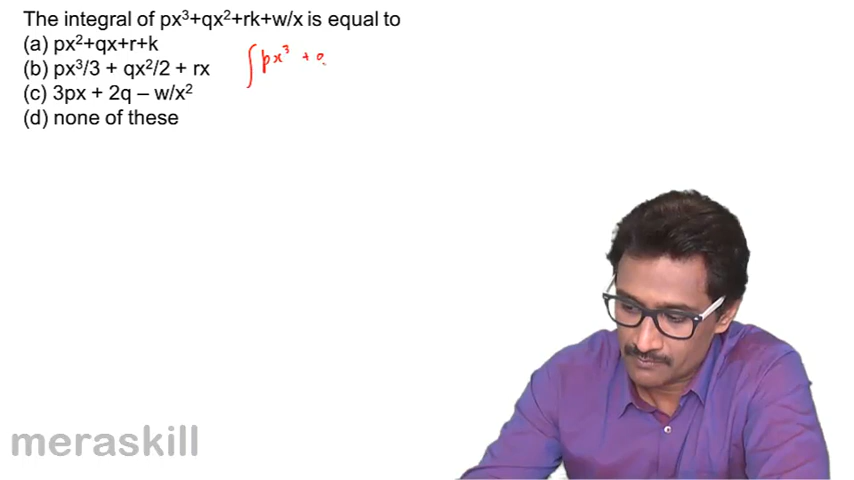 The integral of px³+qx²+rk+w/x is equal to
(a) px²+qx+r+k
(b) px³/3 + qx²/2 + rx
∫px³ +
(c) 3px + 2q – w/x²
(d) none of these
meraskill